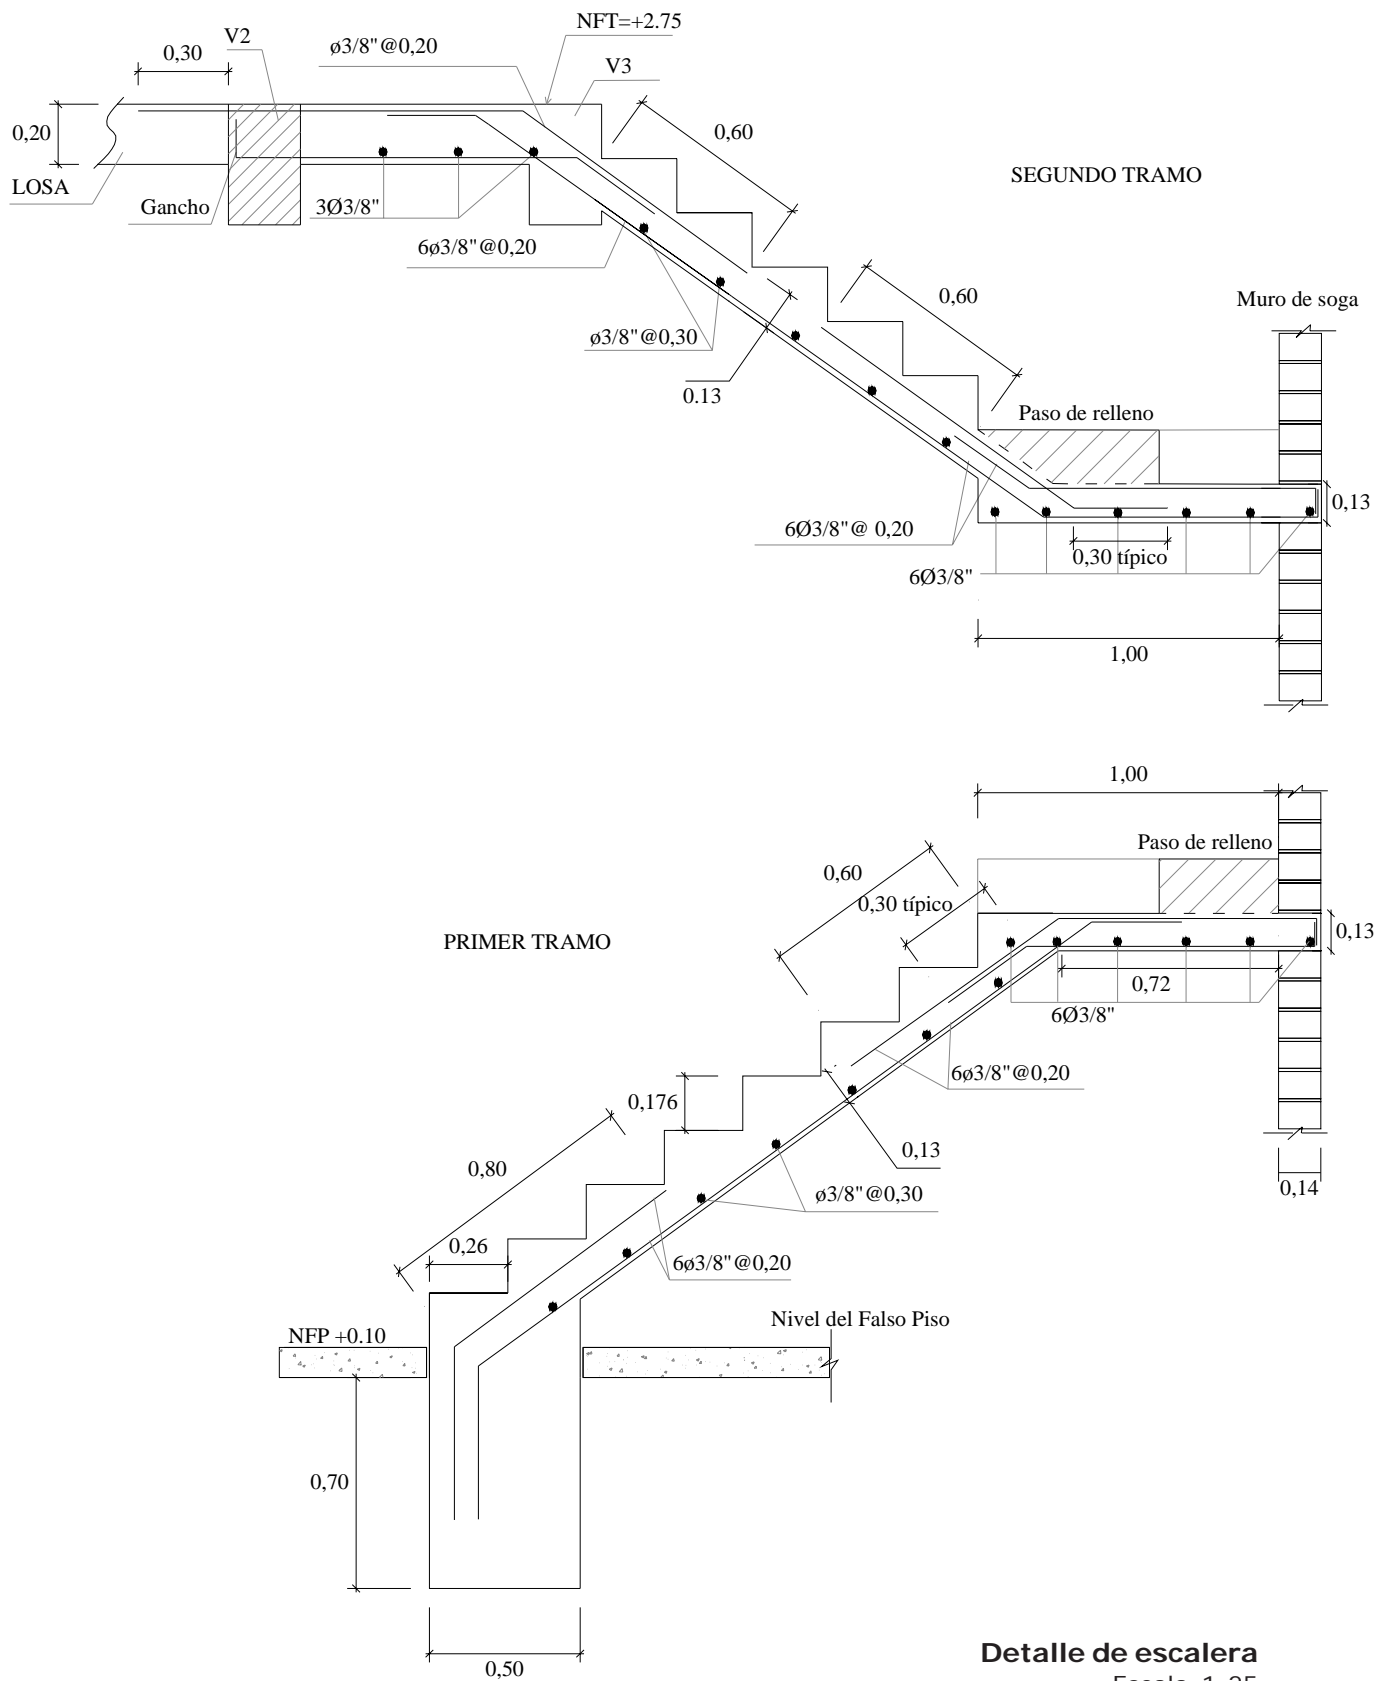 NFT=+2.75
V2
ø3/8"@0,20
0,30
V3
0,20
0,60
LOSA
Gancho
3Ø3/8"
SEGUNDO TRAMO
6ø3/8"@0,20
0,60
Muro de soga
ø3/8"@0,30
0.13
Paso de relleno
0,13
6Ø3/8"@ 0,20
0,30 típico
6Ø3/8"
1,00
1,00
Paso de relleno
0,60
0,30 típico
PRIMER TRAMO
0,13
0,72
6Ø3/8"
6ø3/8"@0,20
0,176
0,13
0,80
ø3/8"@0,30
0,14
0,26
6ø3/8"@0,20
Nivel del Falso Piso
NFP +0.10
0,70
0,50
Detalle de escalera